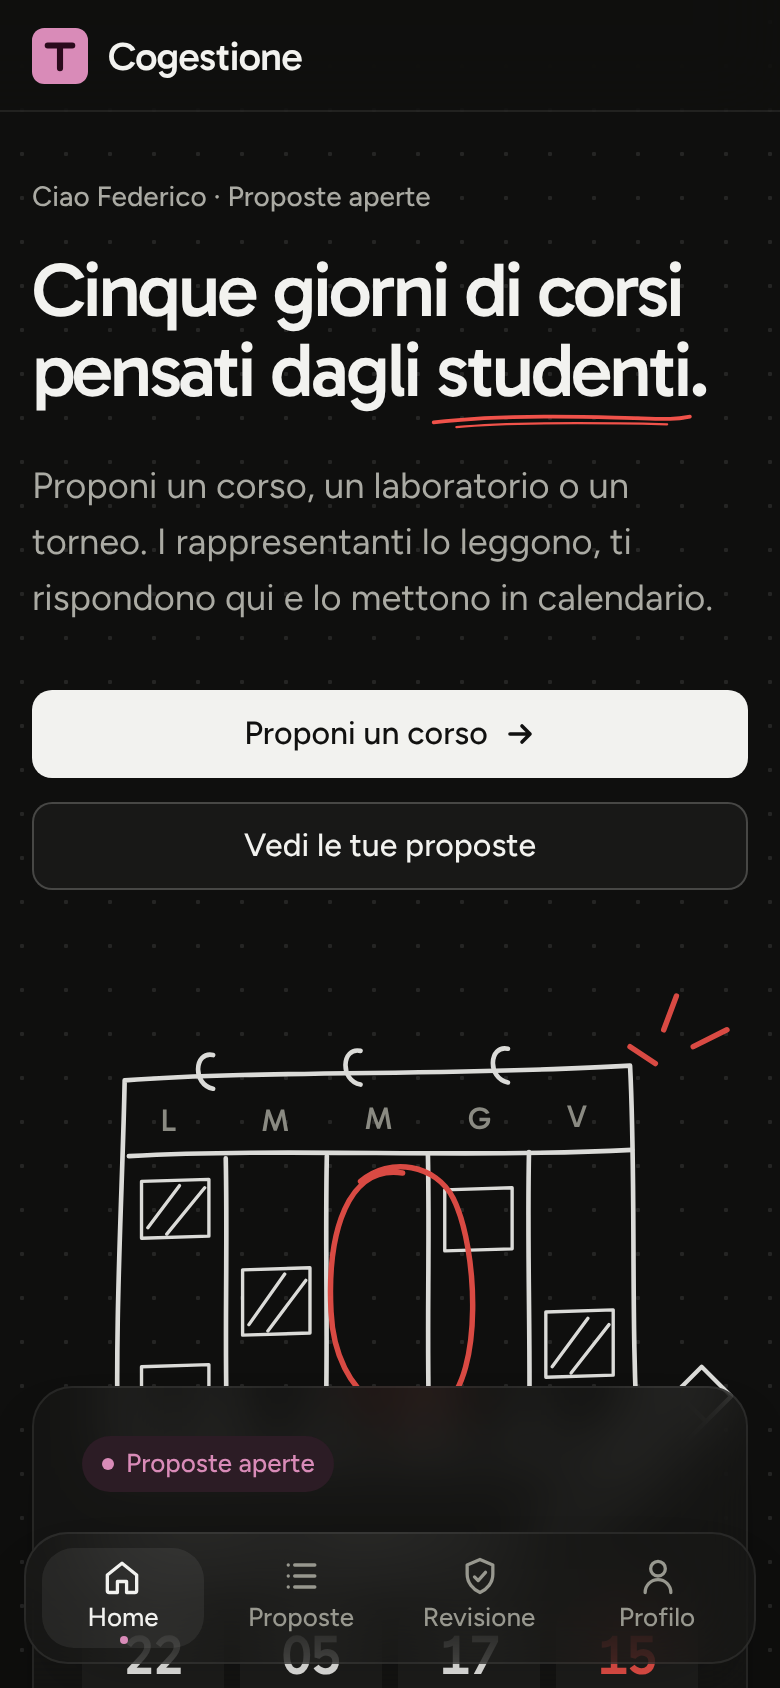 T Cogestione
Ciao Federico · Proposte aperte
Cinque giorni di corsi
pensati dagli studenti.
Proponi un corso, un laboratorio o un
torneo. I rappresentanti lo leggono, ti
rispondono qui e lo mettono in calendario.
Proponi un corso →
Vedi le tue proposte
L M M G V
Proposte aperte
Home Proposte Revisione Profilo
22 05 17 15